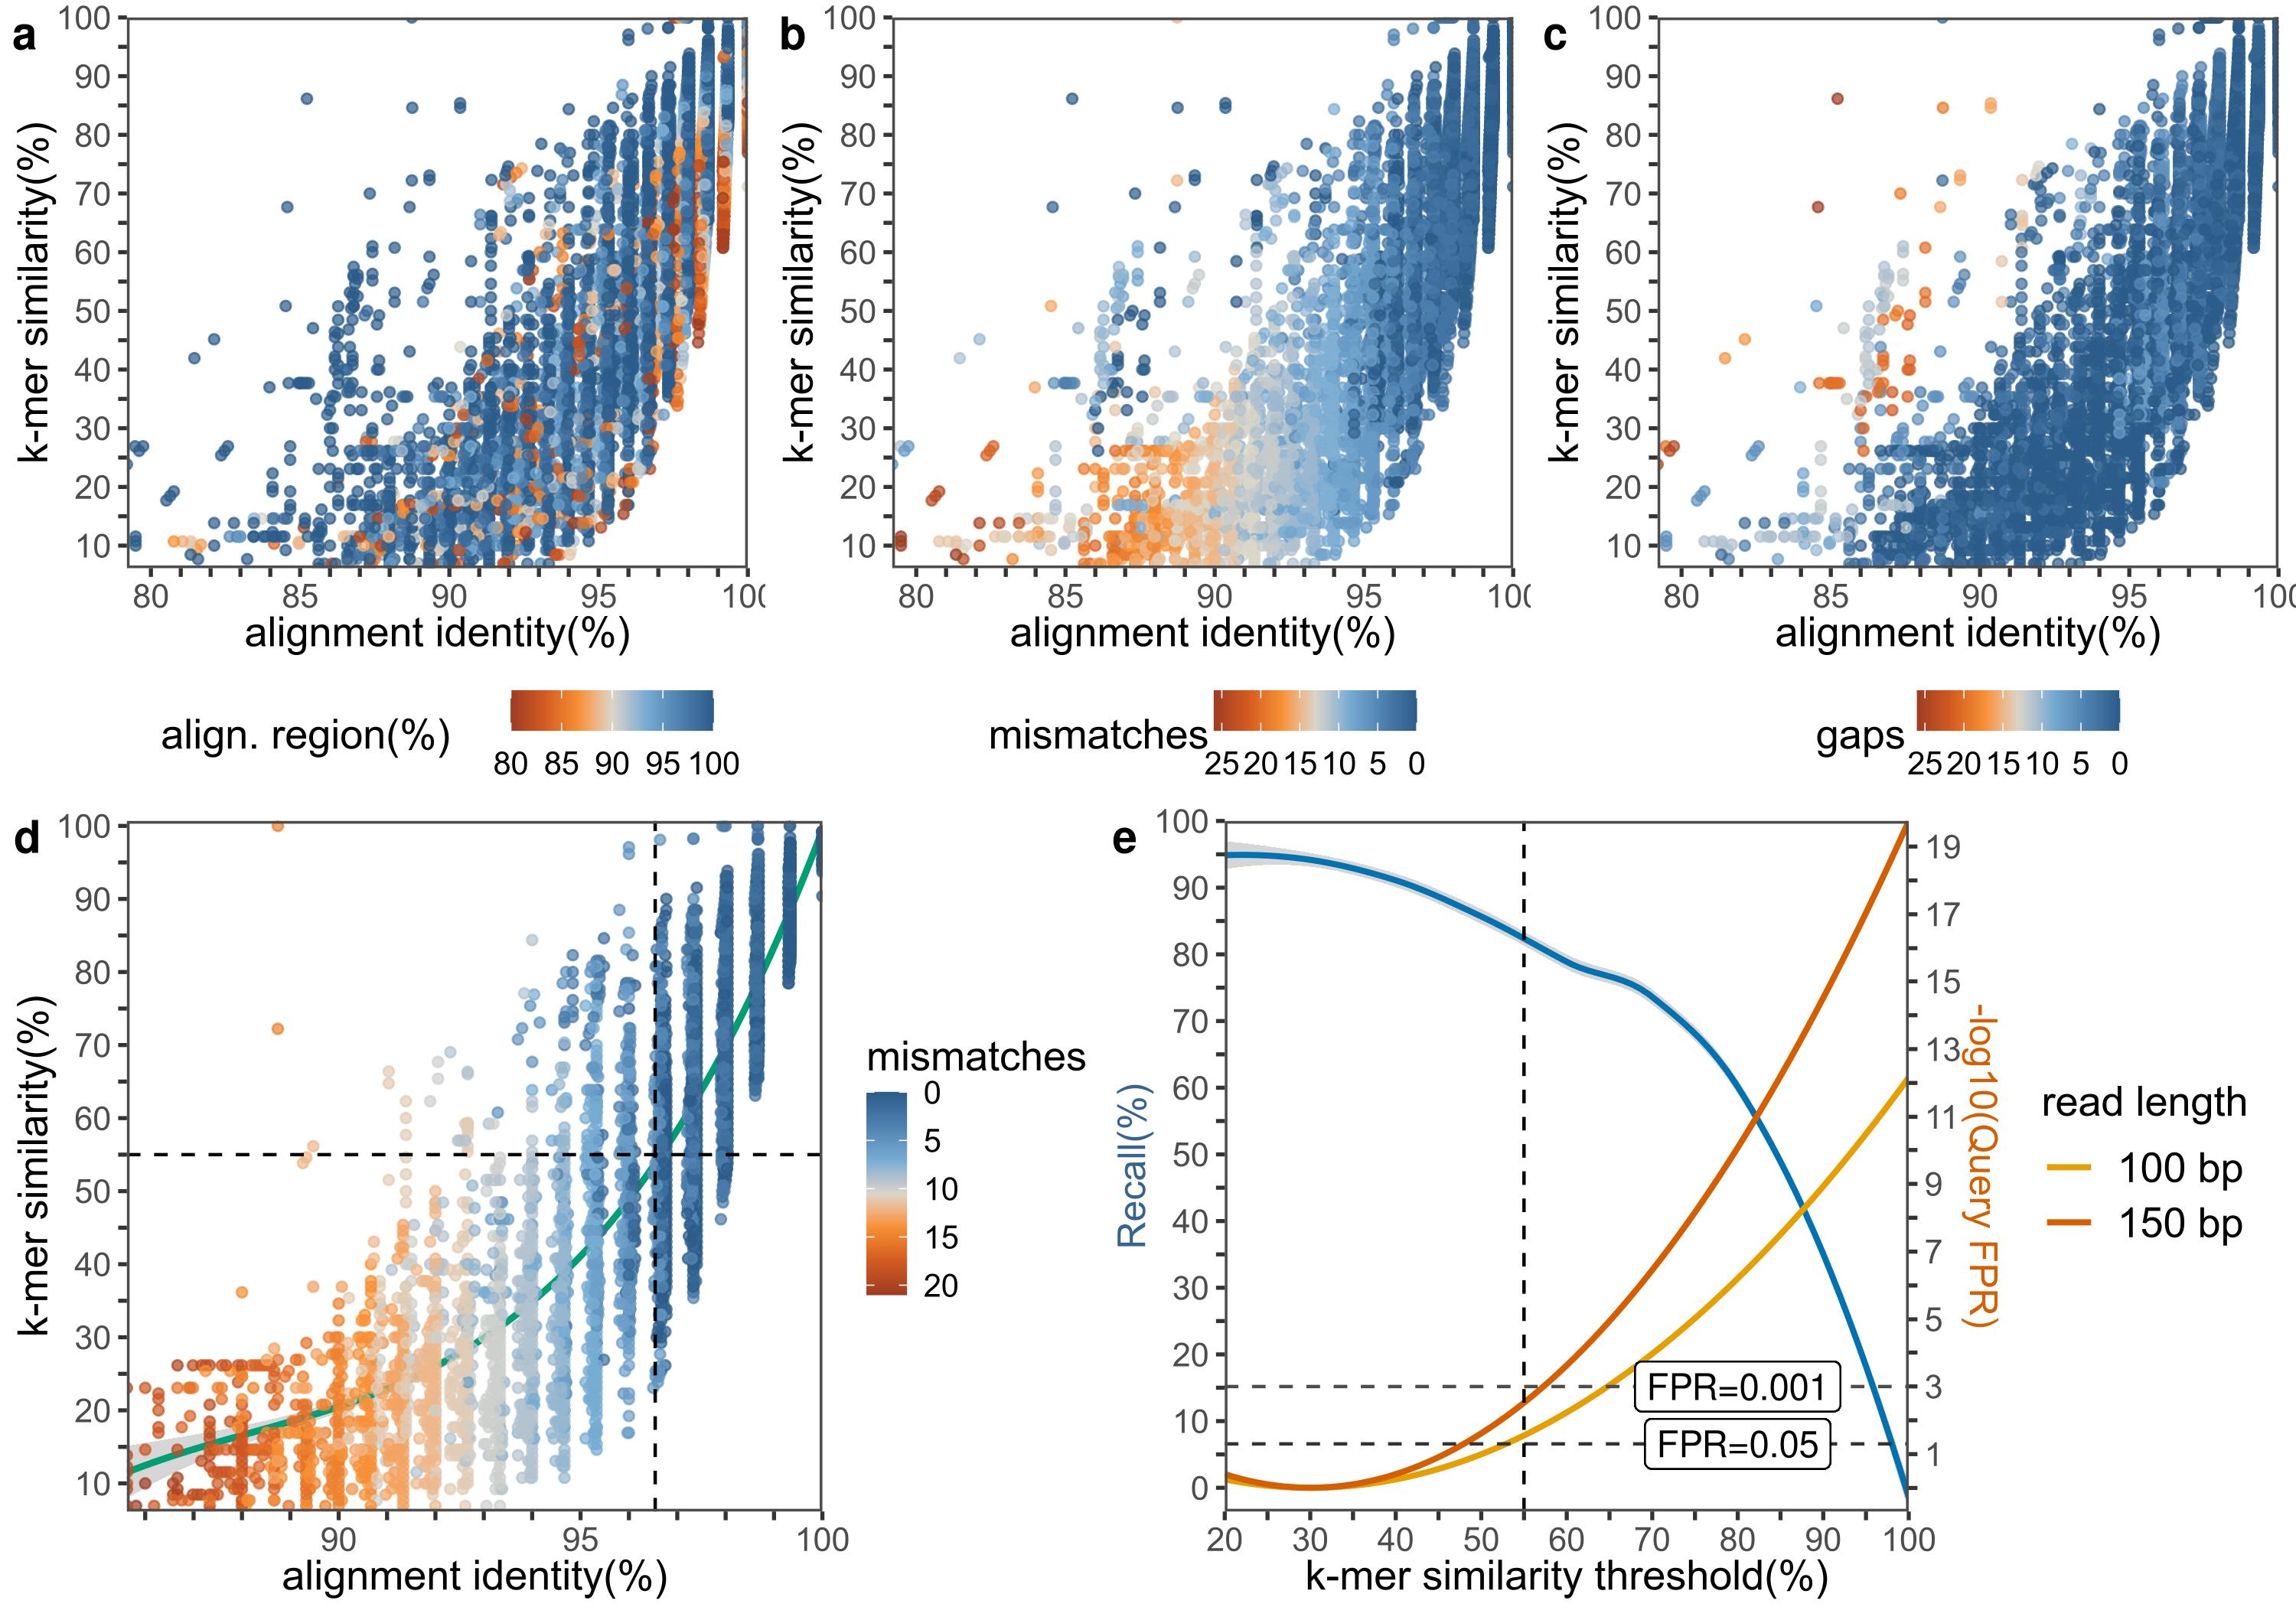 a
b
c
100
90
80
70
60
50
40
30
20
10
k-mer similarity(%)
80 85 90 95 10
alignment identity(%)
100
90
80
70
60
50
40
30
20
10
k-mer similarity(%)
80 85 90 95 10
alignment identity(%)
100
90
80
70
60
50
40
30
20
10
k-mer similarity(%)
80 85 90 95 100
alignment identity(%)
align. region(%)
80 85 90 95 100
mismatches
25 20 15 10 5 0
gaps
25 20 15 10 5 0
d
100
90
80
70
60
50
40
30
20
10
k-mer similarity(%)
90 95 100
alignment identity(%)
mismatches
0
5
10
15
20
e
100
90
80
70
60
50
40
30
20
10
0
Recall(%)
19
17
15
13
11
9
7
5
3
1
-log10(Query FPR)
FPR=0.001
FPR=0.05
20 30 40 50 60 70 80 90 100
k-mer similarity threshold(%)
read length
100 bp
150 bp